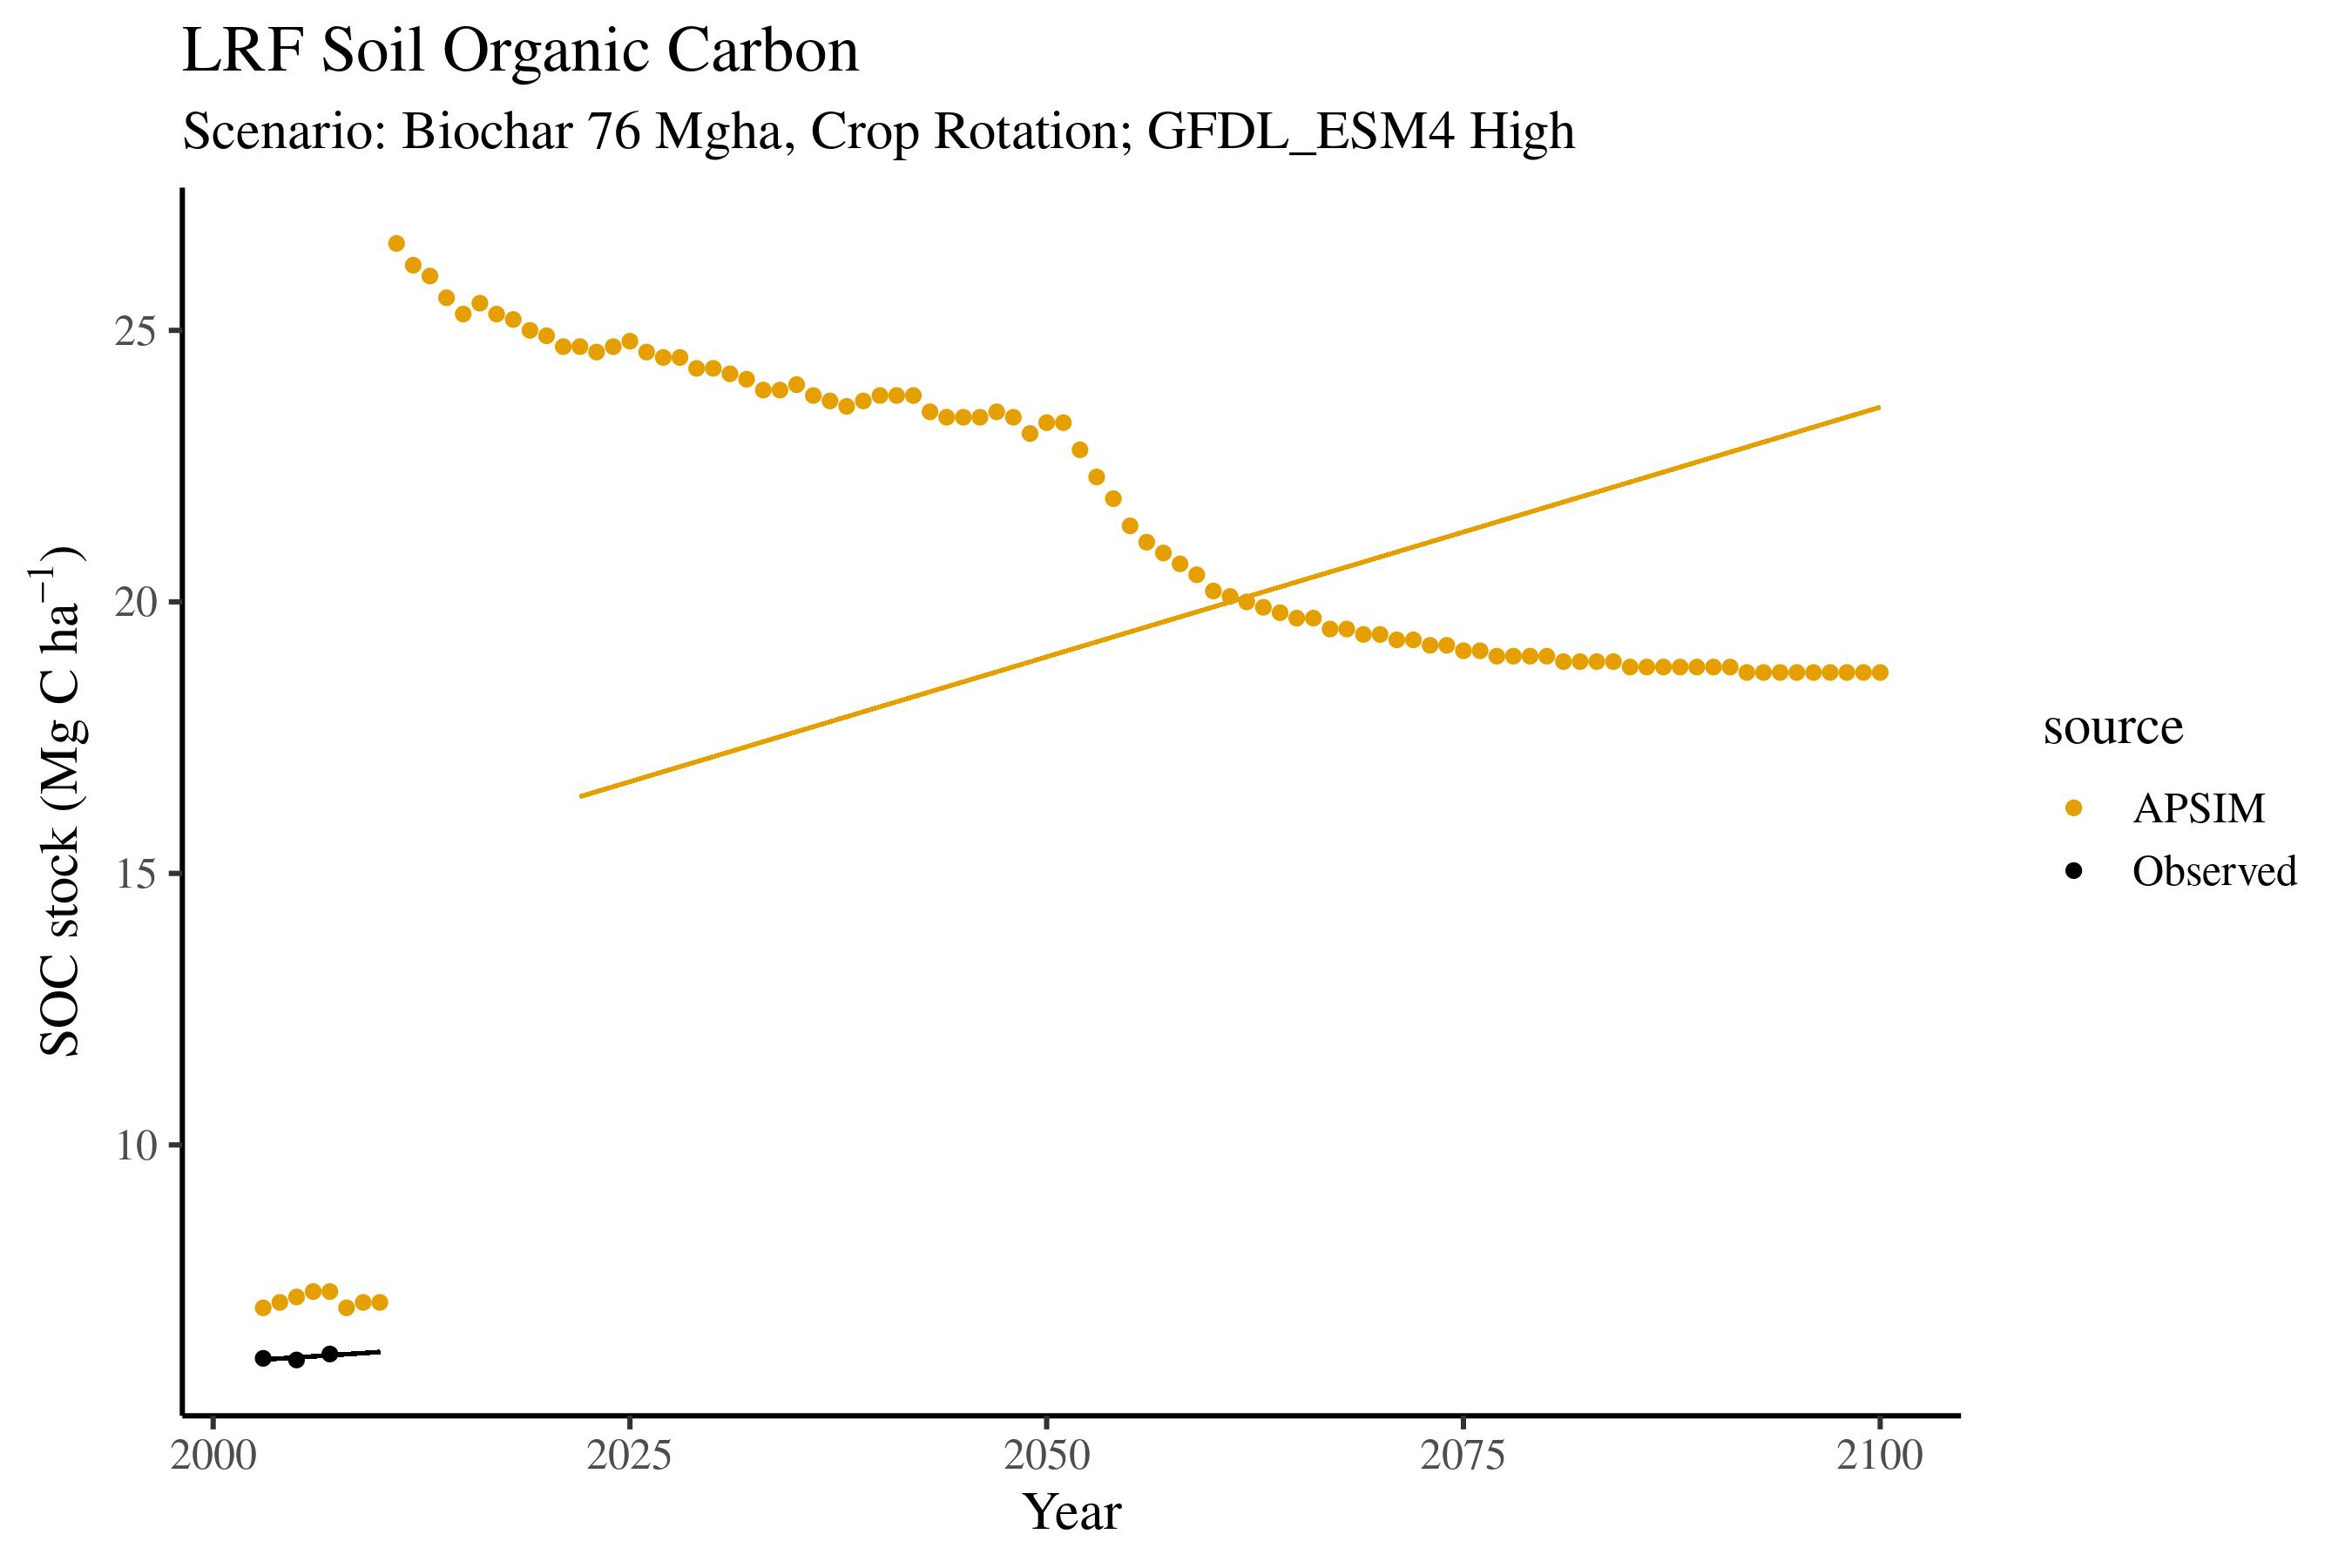 LRF Soil Organic Carbon
Scenario: Biochar 76 Mgha, Crop Rotation; GFDL_ESM4 High
SOC stock (Mg C ha⁻¹)
25
20
15
10
2000 2025 2050 2075 2100
Year
source
APSIM
Observed